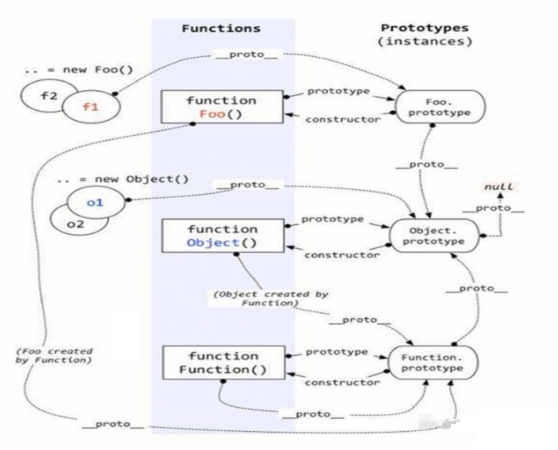 Functions
Prototypes
(instances)
__proto__
.. = new Foo()
f2
f1
function
Foo()
prototype
constructor
Foo.
prototype
__proto__
.. = new Object()
o1
o2
__proto__
null
__proto__
function
Object()
prototype
constructor
Object.
prototype
(Object created by
Function)
__proto__
__proto__
(Foo created
by Function)
function
Function()
prototype
constructor
Function.
prototype
__proto__
__proto__